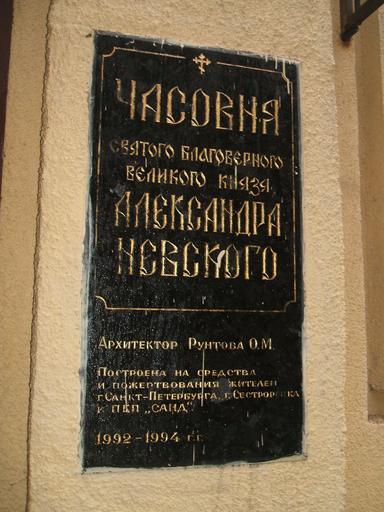 ЧАСОВНЯ
СВЯТОГО БЛАГОВЕРНОГО
ВЕЛИКОГО КНЯЗЯ
АЛЕКСАНДРА
НЕВСКОГО
Архитектор Рунтова О.М.
Построена на средства
и пожертвования жителей
г. Санкт-Петербурга, г. Сестрорецка
и ПКП „САНД"
1992-1994 г.г.